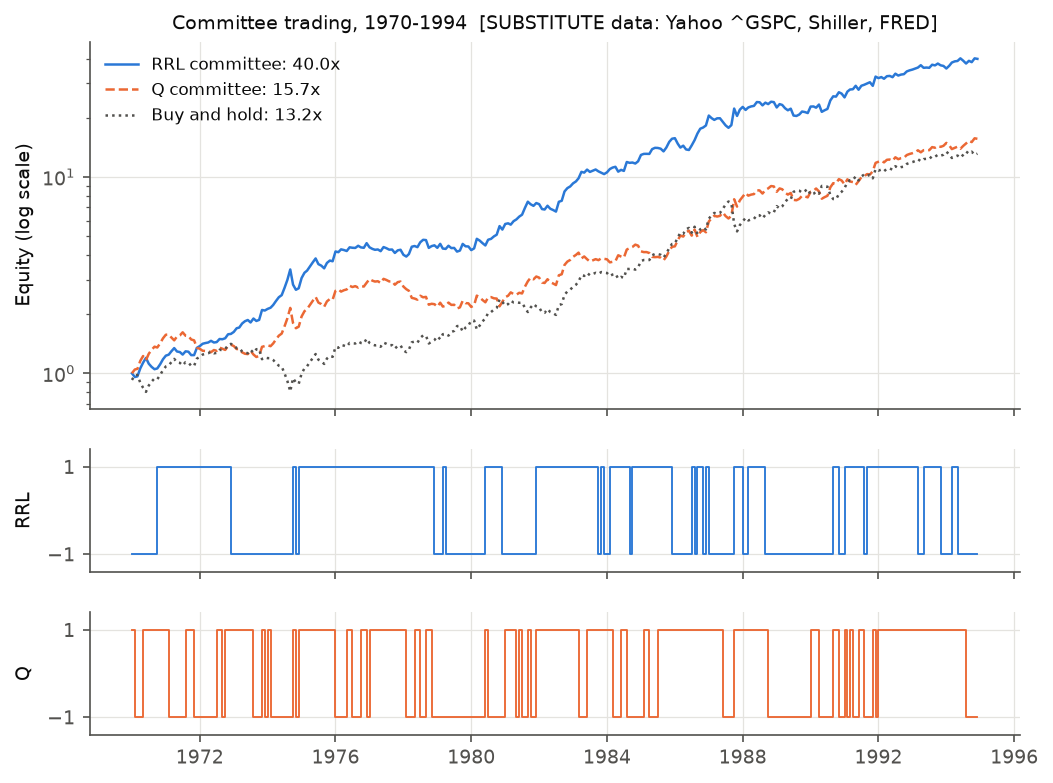 Committee trading, 1970-1994  [SUBSTITUTE data: Yahoo ^GSPC, Shiller, FRED]
RRL committee: 40.0x
Q committee: 15.7x
Buy and hold: 13.2x
Equity (log scale)
10¹
10⁰
RRL
1
−1
Q
1
−1
1972 1976 1980 1984 1988 1992 1996